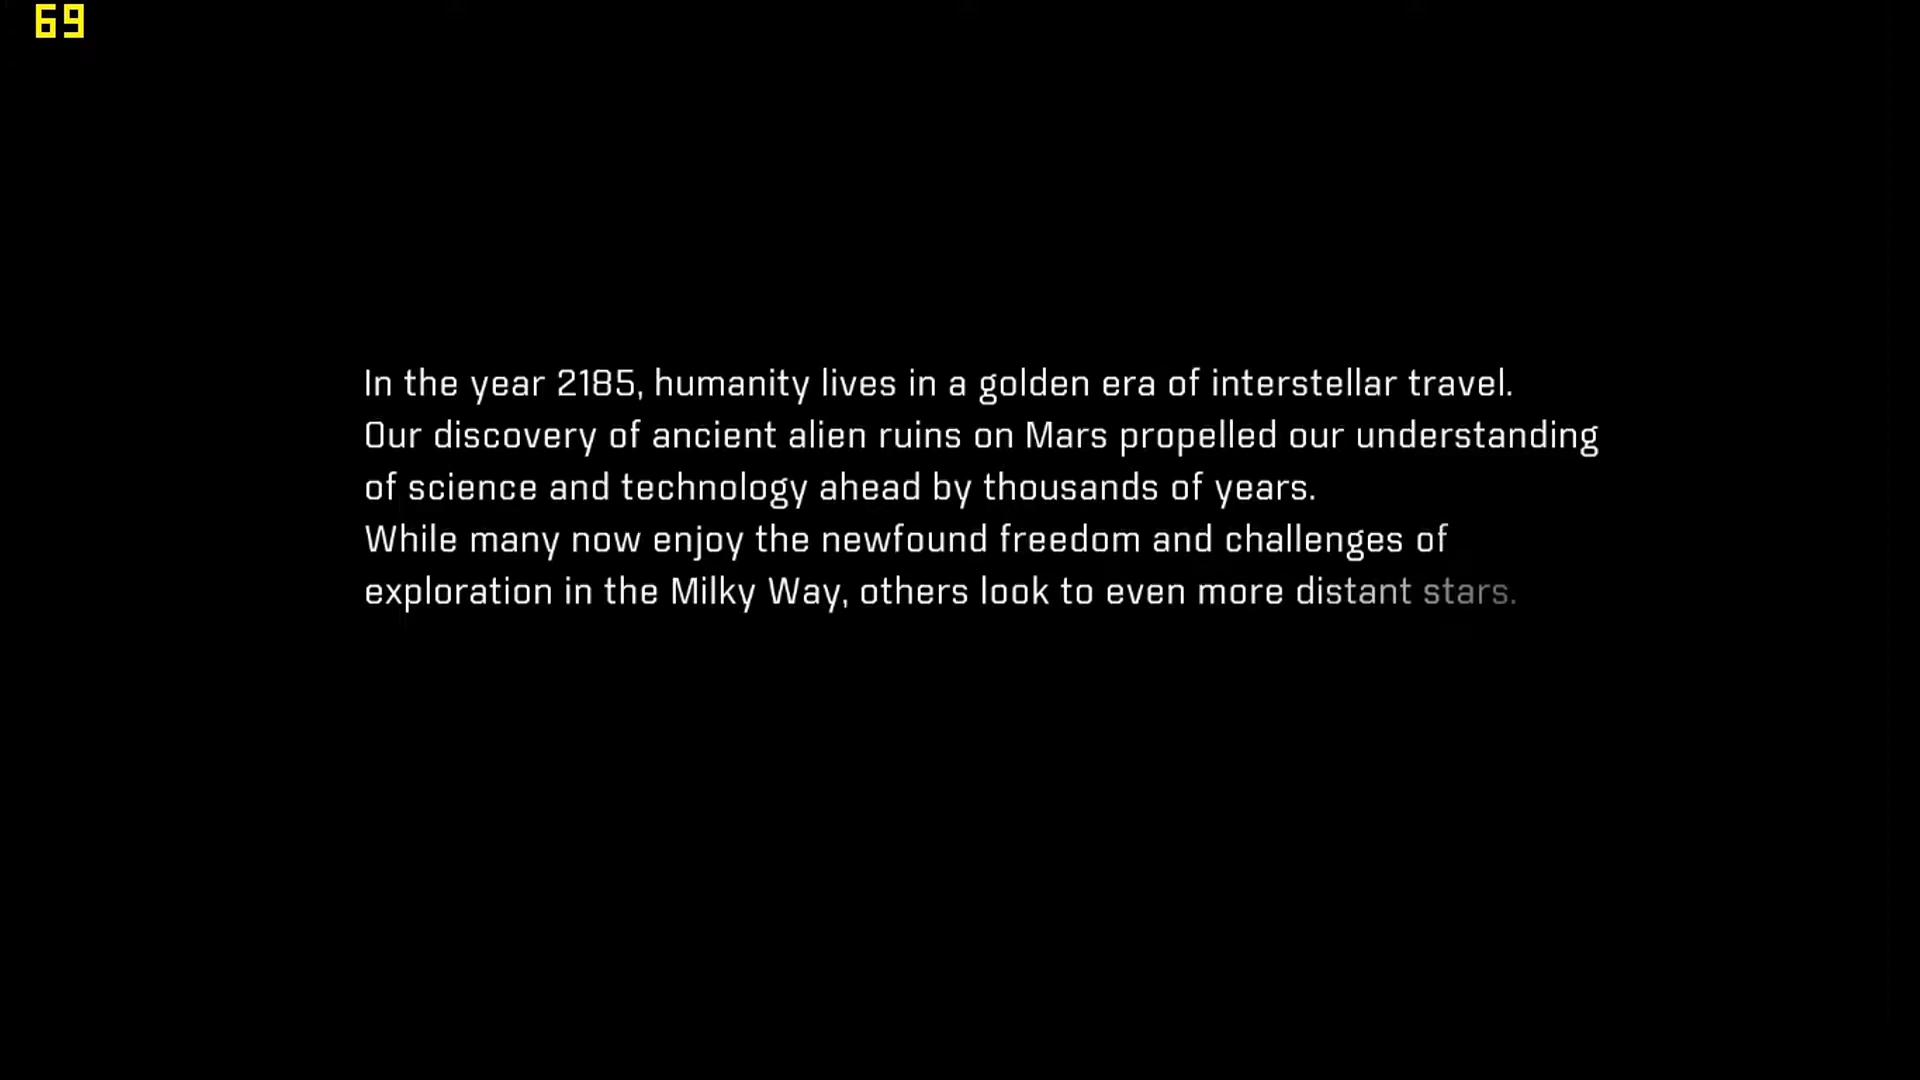 69
In the year 2185, humanity lives in a golden era of interstellar travel.
Our discovery of ancient alien ruins on Mars propelled our understanding
of science and technology ahead by thousands of years.
While many now enjoy the newfound freedom and challenges of
exploration in the Milky Way, others look to even more distant stars.